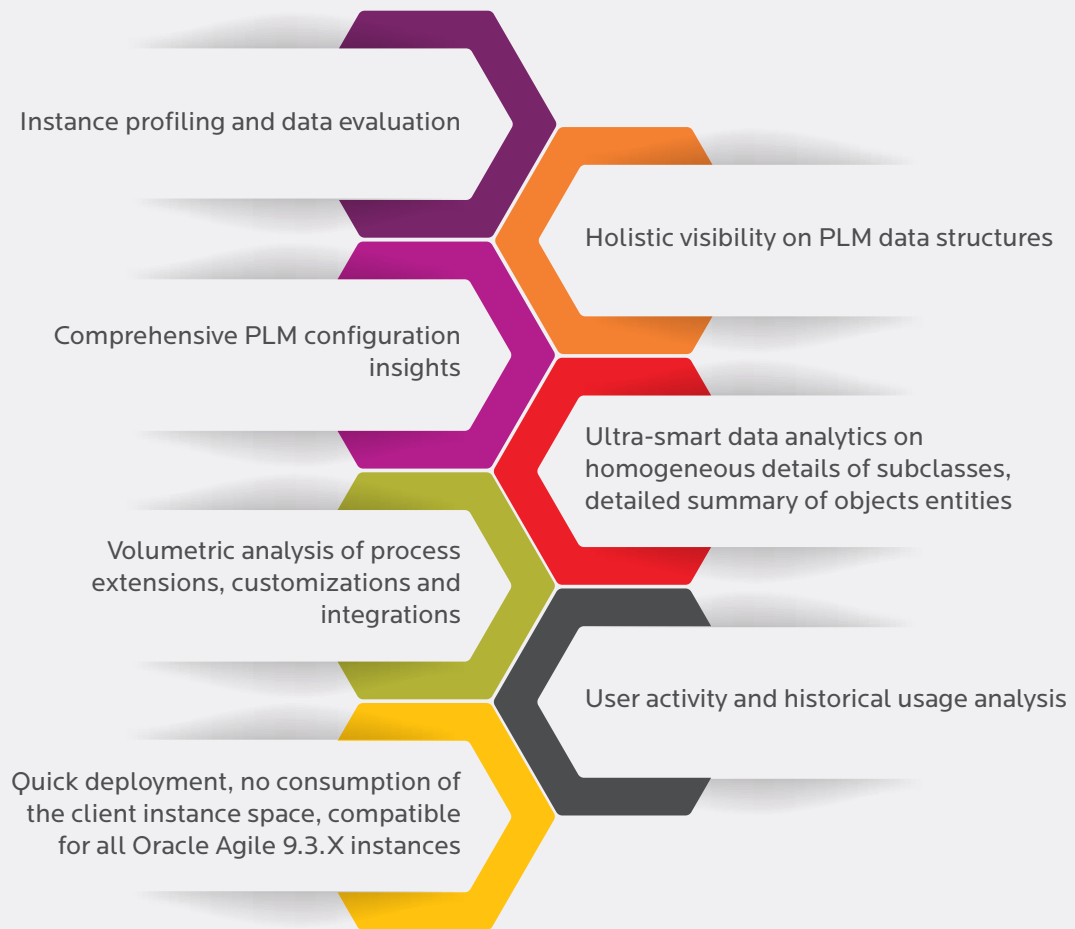 Instance profiling and data evaluation
Holistic visibility on PLM data structures
Comprehensive PLM configuration
insights
Ultra-smart data analytics on
homogeneous details of subclasses,
detailed summary of objects entities
Volumetric analysis of process
extensions, customizations and
integrations
User activity and historical usage analysis
Quick deployment, no consumption of
the client instance space, compatible
for all Oracle Agile 9.3.X instances